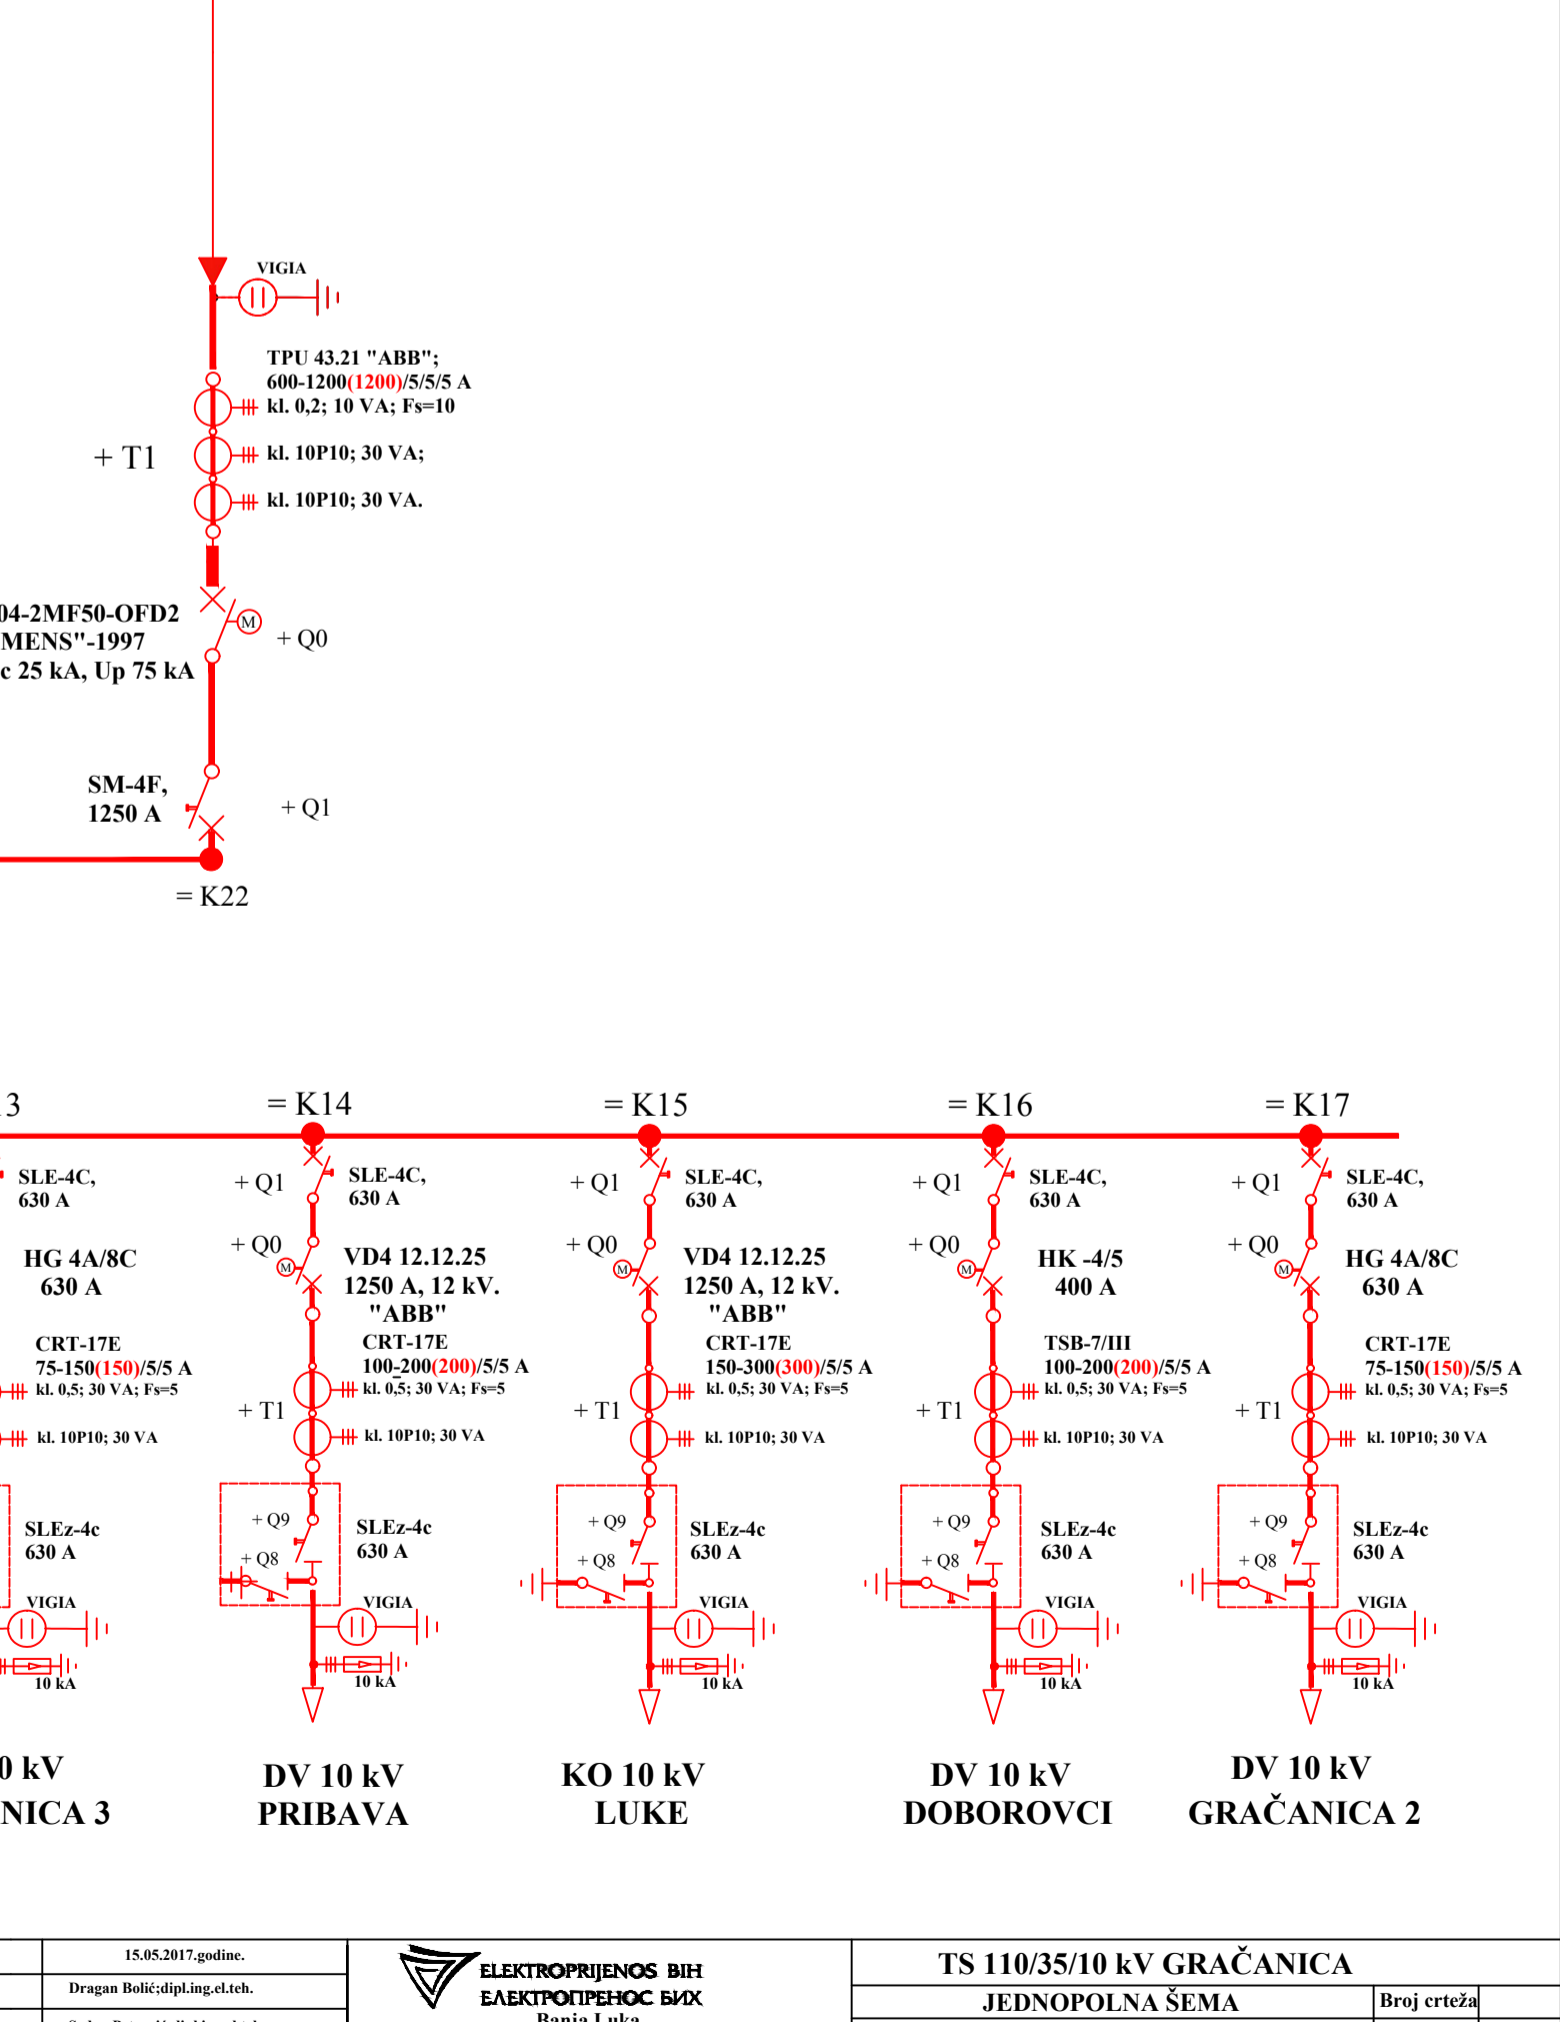 VIGIA
TPU 43.21 "ABB";
600-1200(1200)/5/5/5 A
kl. 0,2; 10 VA; Fs=10
+ T1
kl. 10P10; 30 VA;
kl. 10P10; 30 VA.
04-2MF50-OFD2
MENS"-1997
c 25 kA, Up 75 kA
M
+ Q0
SM-4F,
1250 A
+ Q1
= K22
3
= K14
= K15
= K16
= K17
SLE-4C,
630 A
HG 4A/8C
630 A
CRT-17E
75-150(150)/5/5 A
kl. 0,5; 30 VA; Fs=5
kl. 10P10; 30 VA
SLEz-4c
630 A
VIGIA
10 kA
0 kV
NICA 3
+ Q1
SLE-4C,
630 A
+ Q0
M
VD4 12.12.25
1250 A, 12 kV.
"ABB"
CRT-17E
100-200(200)/5/5 A
kl. 0,5; 30 VA; Fs=5
+ T1
kl. 10P10; 30 VA
+ Q9
+ Q8
SLEz-4c
630 A
VIGIA
10 kA
DV 10 kV
PRIBAVA
+ Q1
SLE-4C,
630 A
+ Q0
M
VD4 12.12.25
1250 A, 12 kV.
"ABB"
CRT-17E
150-300(300)/5/5 A
kl. 0,5; 30 VA; Fs=5
+ T1
kl. 10P10; 30 VA
+ Q9
+ Q8
SLEz-4c
630 A
VIGIA
10 kA
KO 10 kV
LUKE
+ Q1
SLE-4C,
630 A
+ Q0
M
HK -4/5
400 A
TSB-7/III
100-200(200)/5/5 A
kl. 0,5; 30 VA; Fs=5
+ T1
kl. 10P10; 30 VA
+ Q9
+ Q8
SLEz-4c
630 A
VIGIA
10 kA
DV 10 kV
DOBOROVCI
+ Q1
SLE-4C,
630 A
+ Q0
M
HG 4A/8C
630 A
CRT-17E
75-150(150)/5/5 A
kl. 0,5; 30 VA; Fs=5
+ T1
kl. 10P10; 30 VA
+ Q9
+ Q8
SLEz-4c
630 A
VIGIA
10 kA
DV 10 kV
GRAČANICA 2
15.05.2017.godine.
Dragan Bolić;dipl.ing.el.teh.
ELEKTROPRIJENOS BIH
ЕЛЕКТРОПРЕНОС БИХ
Banja Luka
TS 110/35/10 kV GRAČANICA
JEDNOPOLNA ŠEMA
Broj crteža